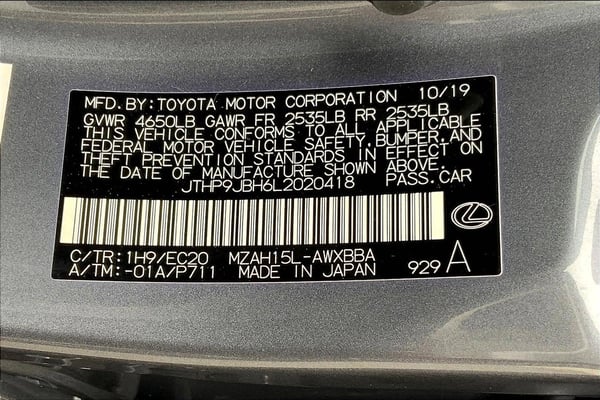 MFD. BY: TOYOTA MOTOR CORPORATION 10/19
GVWR 4650LB GAWR FR 2535LB RR 2535LB
THIS VEHICLE CONFORMS TO ALL APPLICABLE
FEDERAL MOTOR VEHICLE SAFETY,BUMPER,AND
THEFT PREVENTION STANDARDS IN EFFECT ON
THE DATE OF MANUFACTURE SHOWN ABOVE.
JTHP9JBH6L2020418 PASS.CAR
C/TR: 1H9/EC20 MZAH15L-AWXBBA
A/TM: -01A/P711 MADE IN JAPAN 929 A